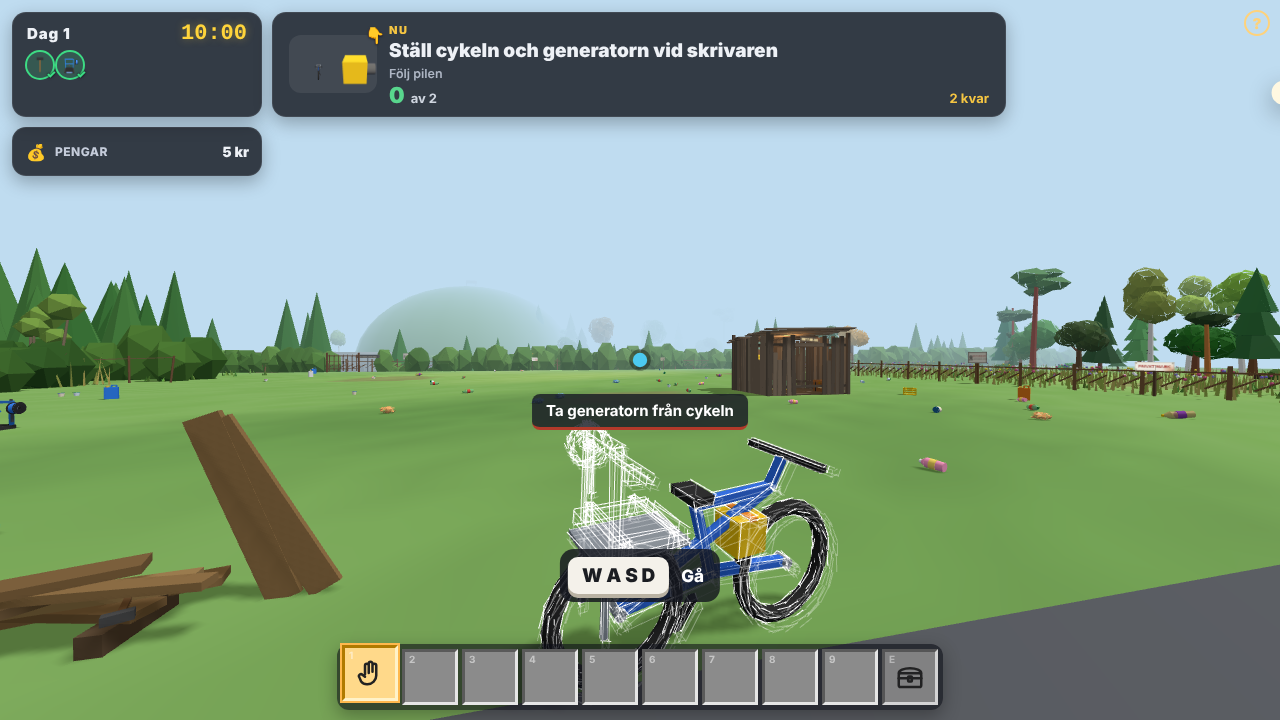 Dag 1
10:00
NU
Ställ cykeln och generatorn vid skrivaren
Följ pilen
0 av 2
2 kvar
PENGAR
5 kr
Ta generatorn från cykeln
WASD
Gå
1
2
3
4
5
6
7
8
9
E
?